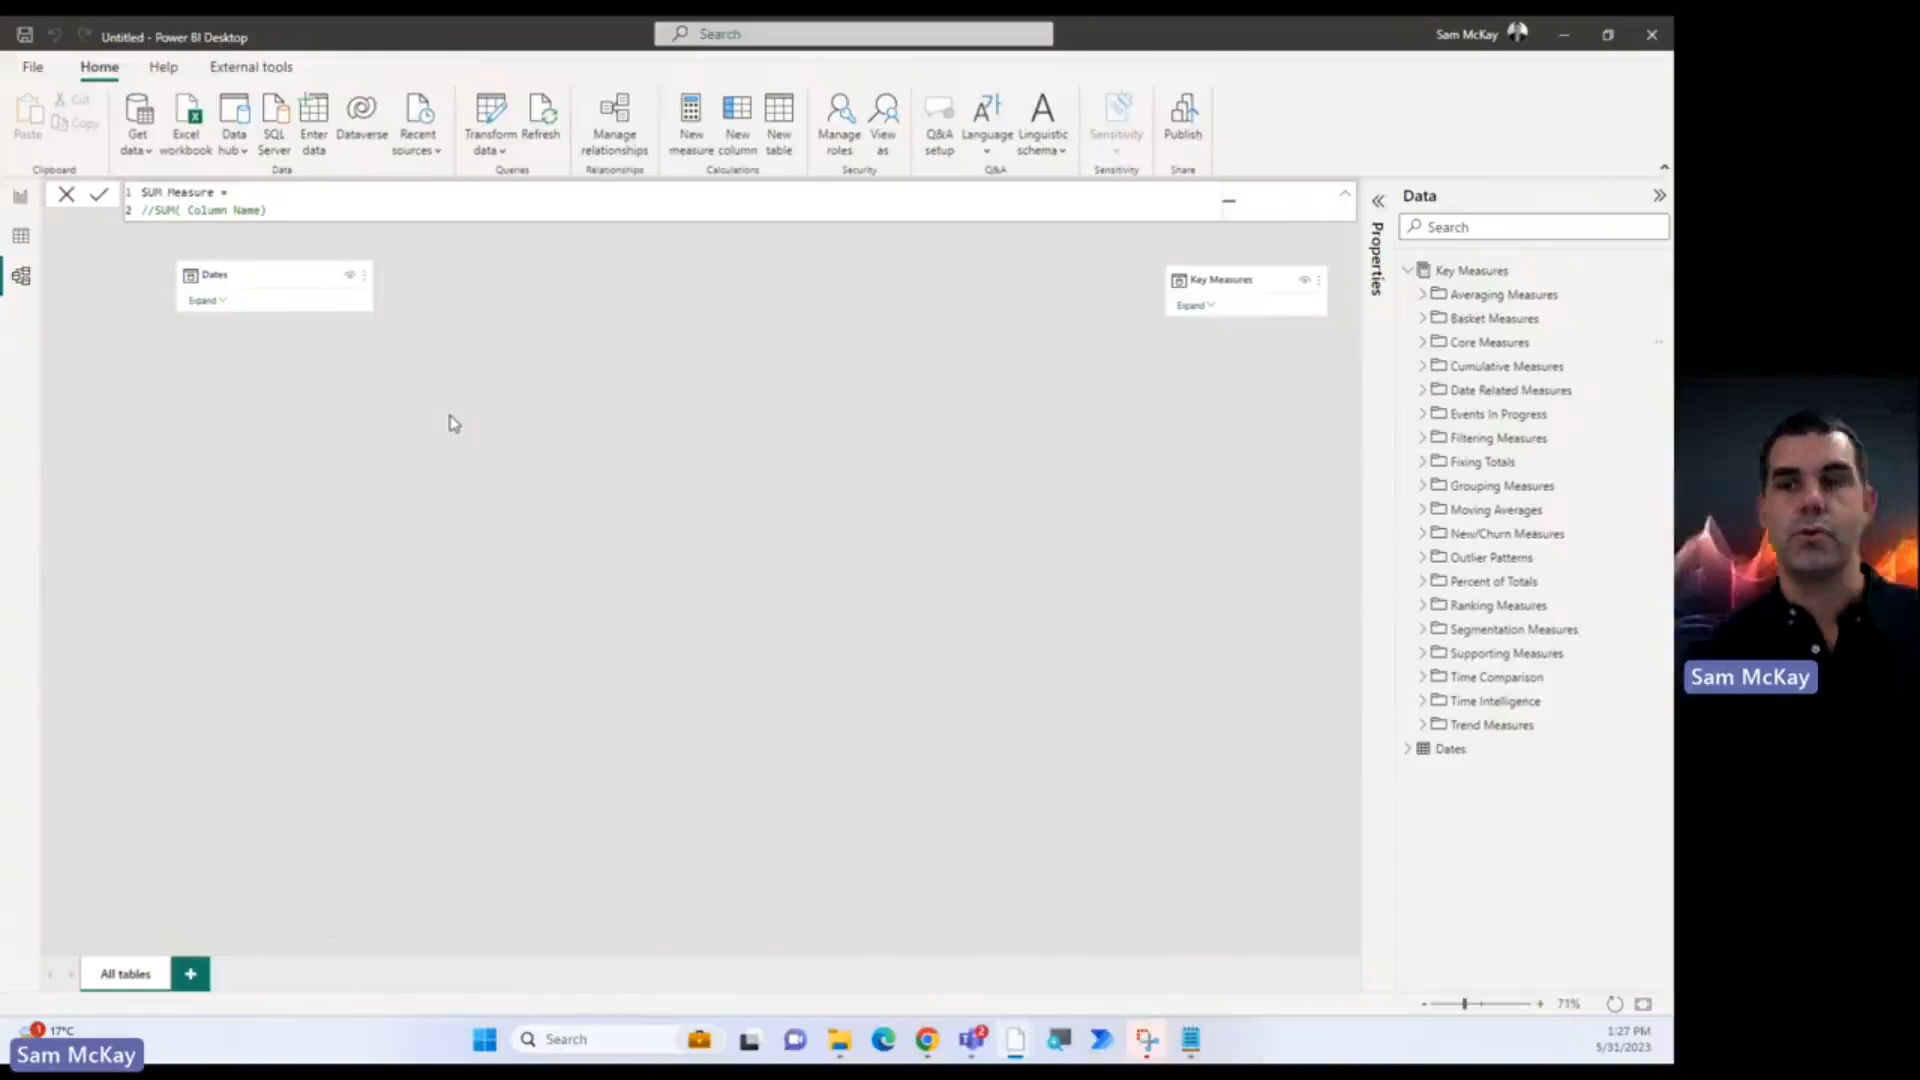 Untitled - Power BI Desktop
Search
Sam McKay
File
Home
Help
External tools
Paste
Cut
Copy
Get data
Excel workbook
Data hub
SQL Server
Enter data
Dataverse
Recent sources
Transform data
Refresh
Manage relationships
New measure
New column
New table
Manage roles
View as
Q&A setup
Language
Linguistic schema
Sensitivity
Publish
Clipboard
Data
Queries
Relationships
Calculations
Security
Q&A
Sensitivity
Share
1 SUM Measure =
2 //SUM( Column Name)
Dates
Expand
Key Measures
Expand
Properties
Data
Search
Key Measures
Averaging Measures
Basket Measures
Core Measures
Cumulative Measures
Date Related Measures
Events In Progress
Filtering Measures
Fixing Totals
Grouping Measures
Moving Averages
New/Churn Measures
Outlier Patterns
Percent of Totals
Ranking Measures
Segmentation Measures
Supporting Measures
Time Comparison
Time Intelligence
Trend Measures
Dates
Sam McKay
All tables
71%
1
17°C
Search
2
1:27 PM
5/31/2023
Sam McKay